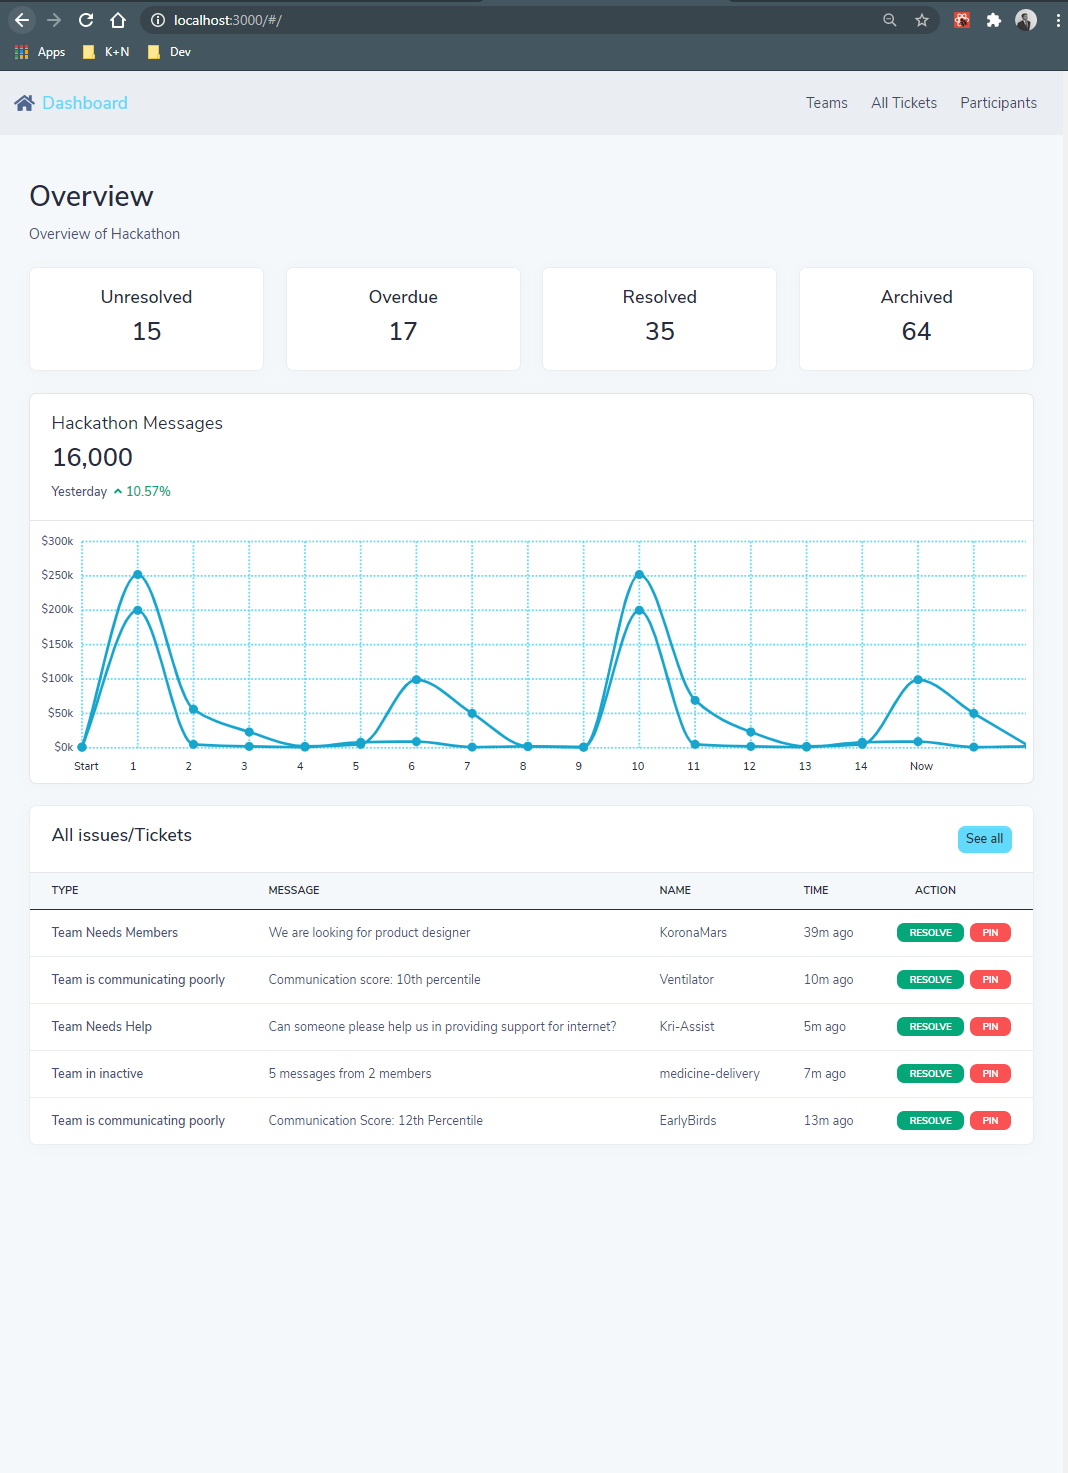 localhost:3000/#/
Apps K+N Dev
Dashboard Teams All Tickets Participants
Overview
Overview of Hackathon
Unresolved Overdue Resolved Archived
15 17 35 64
Hackathon Messages
16,000
Yesterday 10.57%
$300k
$250k
$200k
$150k
$100k
$50k
$0k
Start 1 2 3 4 5 6 7 8 9 10 11 12 13 14 Now
All issues/Tickets See all
TYPE MESSAGE NAME TIME ACTION
Team Needs Members We are looking for product designer KoronaMars 39m ago RESOLVE PIN
Team is communicating poorly Communication score: 10th percentile Ventilator 10m ago RESOLVE PIN
Team Needs Help Can someone please help us in providing support for internet? Kri-Assist 5m ago RESOLVE PIN
Team in inactive 5 messages from 2 members medicine-delivery 7m ago RESOLVE PIN
Team is communicating poorly Communication Score: 12th Percentile EarlyBirds 13m ago RESOLVE PIN